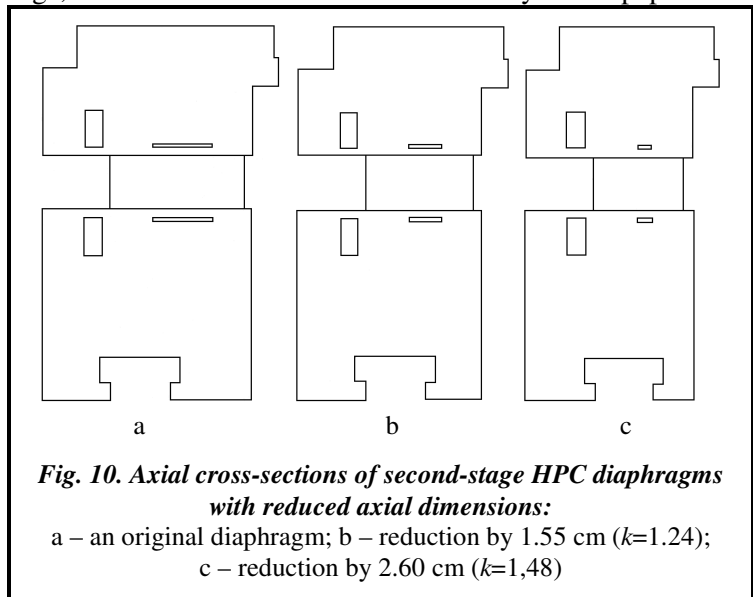 a
b
c
Fig. 10. Axial cross-sections of second-stage HPC diaphragms
with reduced axial dimensions:
a – an original diaphragm; b – reduction by 1.55 cm (k=1.24);
c – reduction by 2.60 cm (k=1,48)